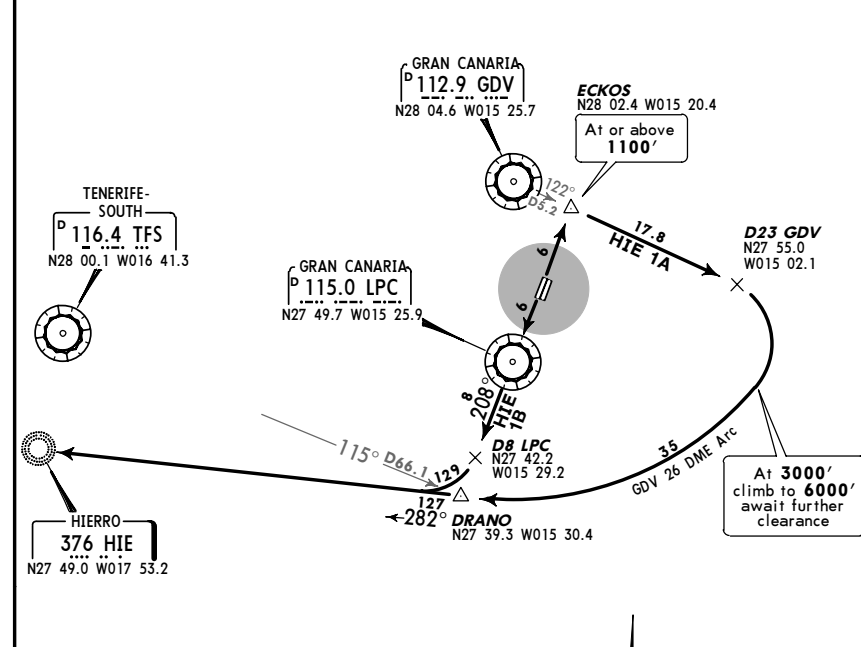 GRAN CANARIA
D 112.9 GDV
N28 04.6 W015 25.7
ECKOS
N28 02.4 W015 20.4
At or above
1100'
122°
D5.2
TENERIFE-
SOUTH
D 116.4 TFS
N28 00.1 W016 41.3
17.8
HIE 1A
D23 GDV
N27 55.0
W015 02.1
6
6
GRAN CANARIA
D 115.0 LPC
N27 49.7 W015 25.9
8
208°
HIE
1B
D8 LPC
N27 42.2
W015 29.2
115° D66.1
129
127
282°
DRANO
N27 39.3 W015 30.4
35
GDV 26 DME Arc
At 3000'
climb to 6000'
await further
clearance
HIERRO
376 HIE
N27 49.0 W017 53.2